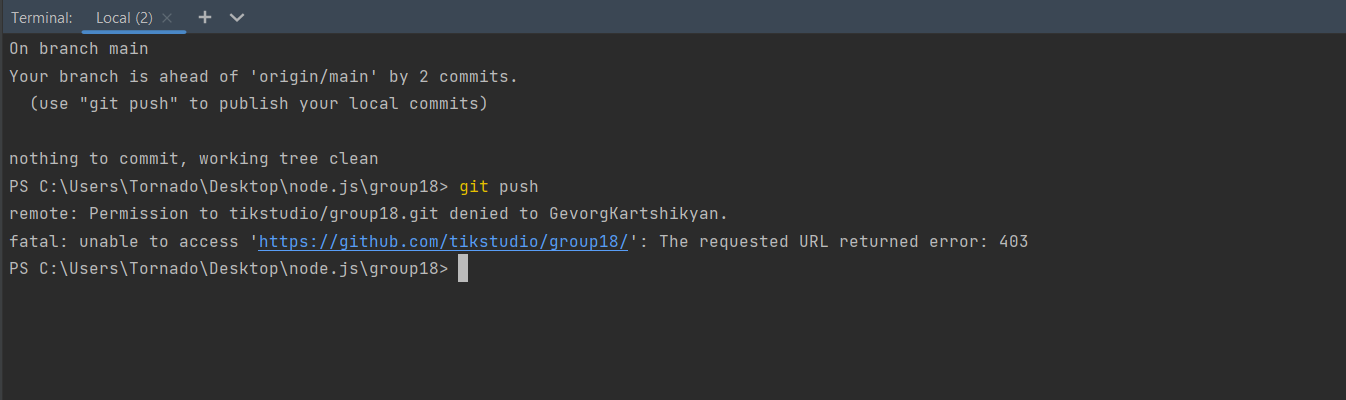 Terminal: Local (2)
On branch main
Your branch is ahead of 'origin/main' by 2 commits.
(use "git push" to publish your local commits)
nothing to commit, working tree clean
PS C:\Users\Tornado\Desktop\node.js\group18> git push
remote: Permission to tikstudio/group18.git denied to GevorgKartshikyan.
fatal: unable to access 'https://github.com/tikstudio/group18/': The requested URL returned error: 403
PS C:\Users\Tornado\Desktop\node.js\group18>